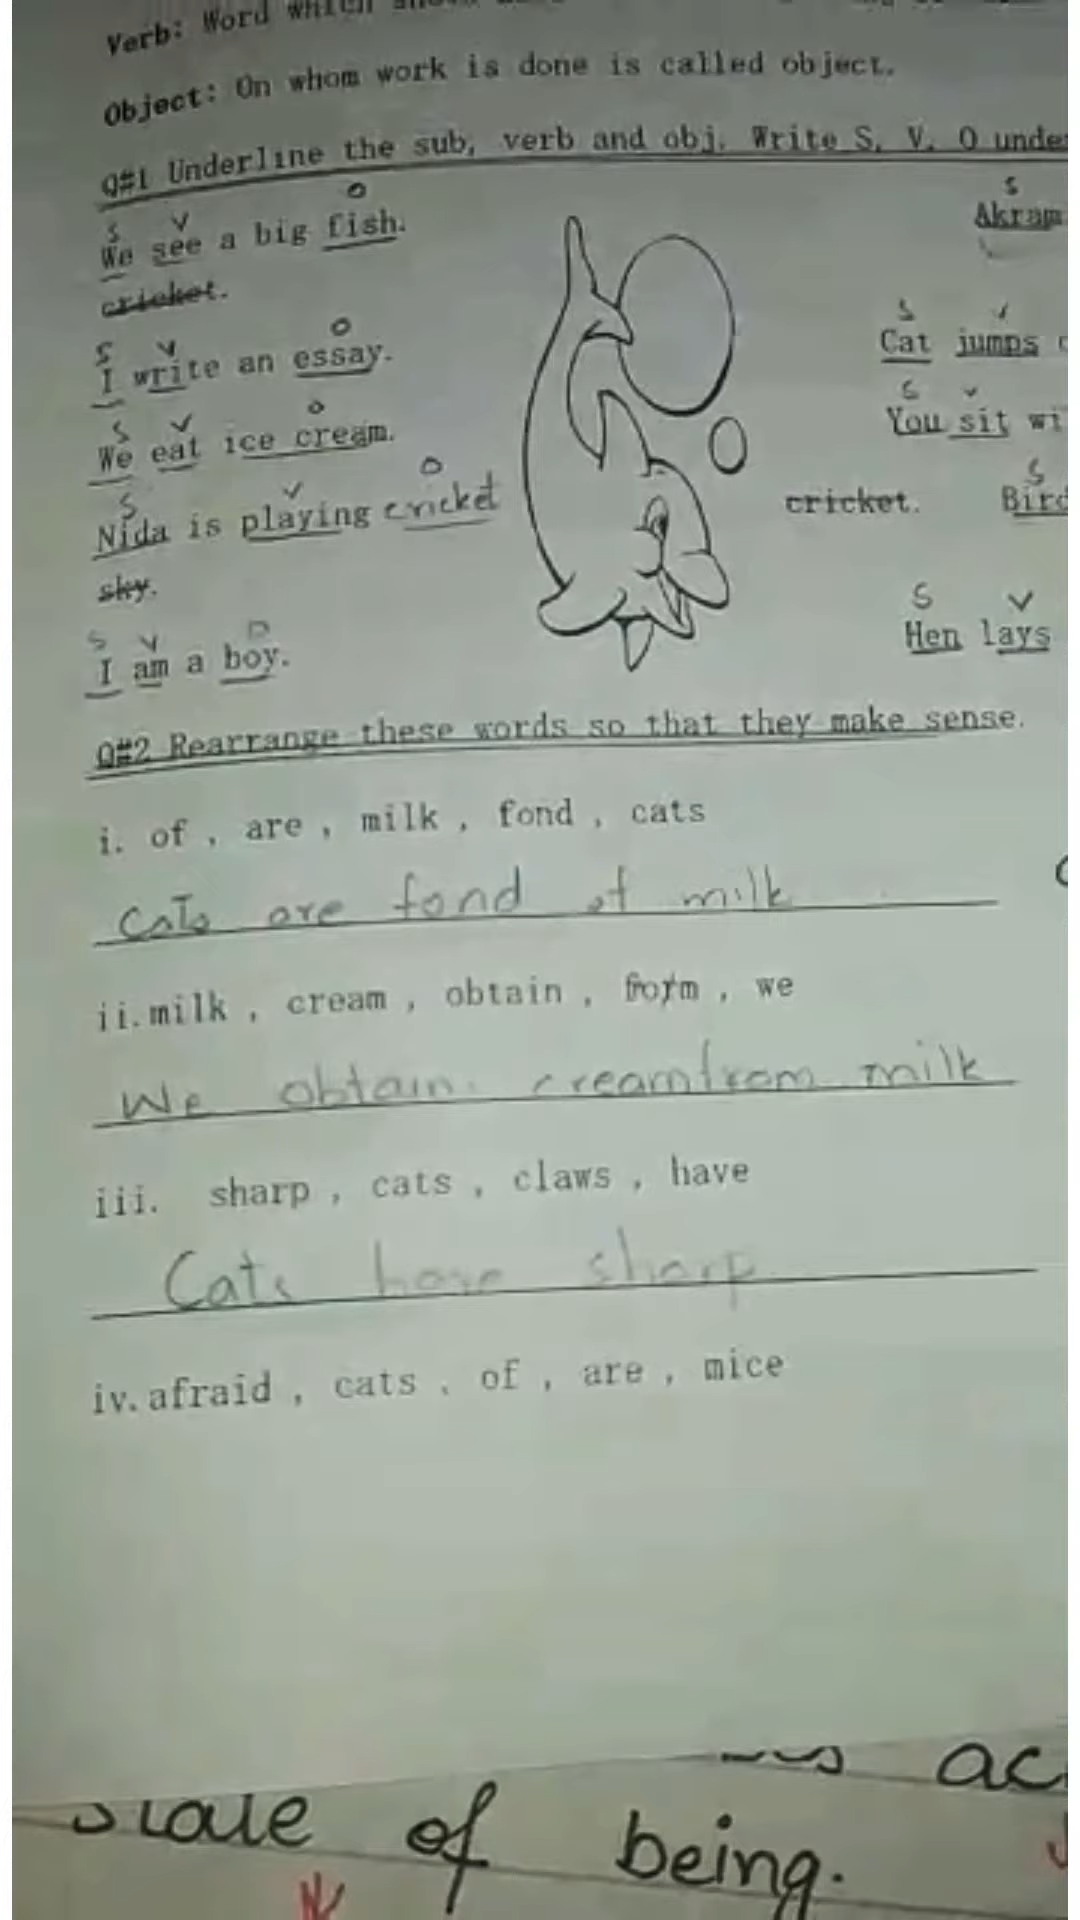 Verb: Word which
Object: On whom work is done is called object.
Q#1 Underline the sub, verb and obj. Write S, V, O under
S V O S
We see a big fish. Akram
cricket.
S V O S V
I write an essay. Cat jumps
S V O S V
We eat ice cream. You sit wi
S V O S
Nida is playing cricket cricket. Bird
sky.
S V O S V
I am a boy. Hen lays
Q#2 Rearrange these words so that they make sense.
i. of , are , milk , fond , cats
Cats are fond of milk
ii. milk , cream , obtain , from , we
We obtain cream from milk
iii. sharp , cats , claws , have
Cats have sharp
iv. afraid , cats , of , are , mice
state of being.